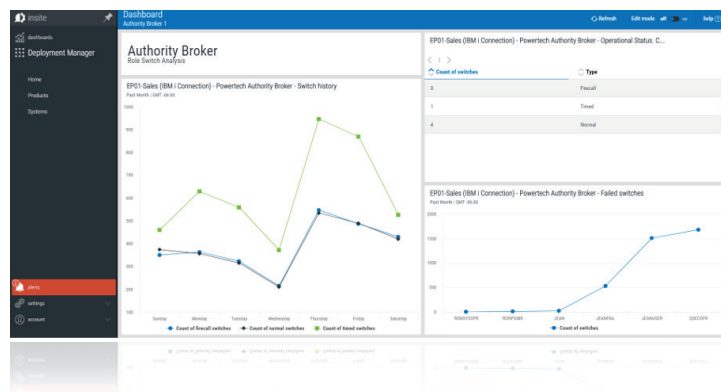 insite
dashboards
Deployment Manager
Home
Products
Systems
alerts
settings
account
Dashboard
Authority Broker 1
Refresh
Edit mode off on
help
Authority Broker
Role Switch Analysis
EP01-Sales (IBM i Connection) - Powertech Authority Broker - Switch history
Past Month | GMT -06:00
1000
900
800
700
600
500
400
300
200
100
Sunday Monday Tuesday Wednesday Thursday Friday Saturday
Count of firecall switches Count of normal switches Count of timed switches
EP01-Sales (IBM i Connection) - Powertech Authority Broker - Operational Status. C...
1
Count of switches Type
0 Firecall
1 Timed
4 Normal
EP01-Sales (IBM i Connection) - Powertech Authority Broker - Failed switches
Past Month | GMT -06:00
2000
1500
1000
500
0
JEAN JEANUSER
Count of switches